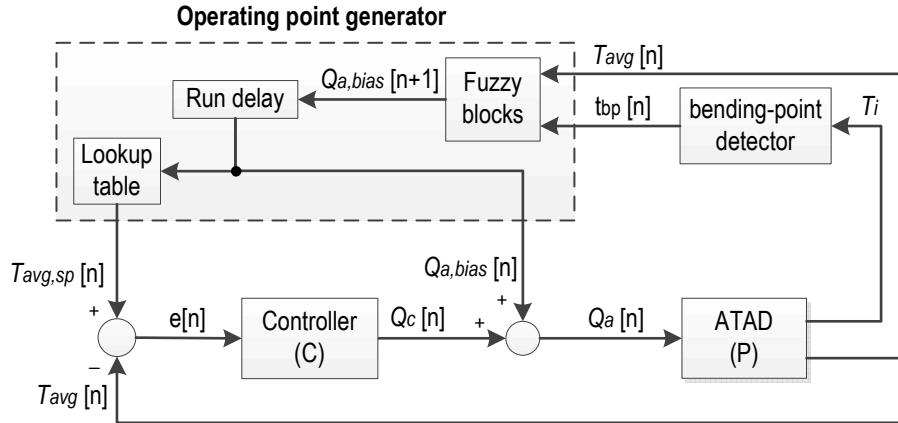 Operating point generator
Qa,bias [n+1]
Run delay
Fuzzy
blocks
Tavg [n]
tbp [n]
bending-point
detector
Ti
Lookup
table
Tavg,sp [n]
Qa,bias [n]
+
+
+
−
e[n]
Controller
(C)
Qc [n]
Qa [n]
ATAD
(P)
Tavg [n]